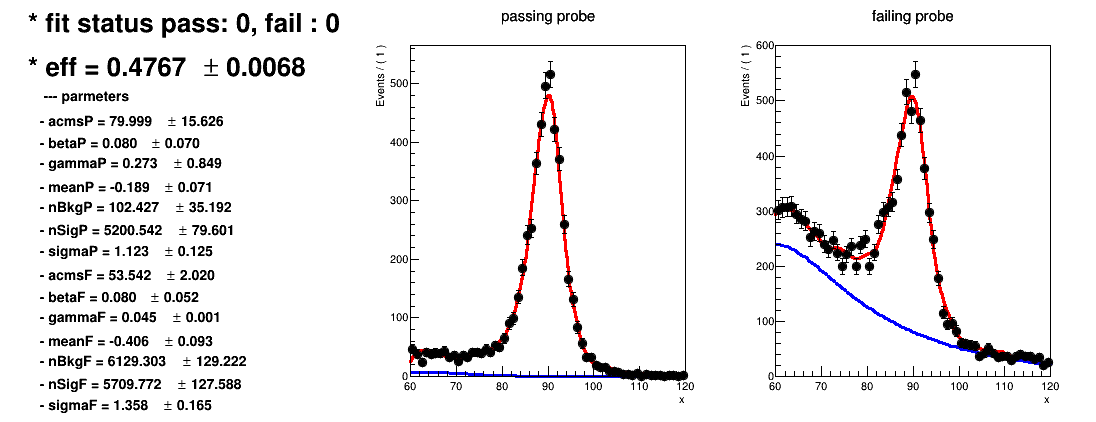 * fit status pass: 0, fail : 0
* eff = 0.4767 ± 0.0068
--- parmeters
- acmsP = 79.999 ± 15.626
- betaP = 0.080 ± 0.070
- gammaP = 0.273 ± 0.849
- meanP = -0.189 ± 0.071
- nBkgP = 102.427 ± 35.192
- nSigP = 5200.542 ± 79.601
- sigmaP = 1.123 ± 0.125
- acmsF = 53.542 ± 2.020
- betaF = 0.080 ± 0.052
- gammaF = 0.045 ± 0.001
- meanF = -0.406 ± 0.093
- nBkgF = 6129.303 ± 129.222
- nSigF = 5709.772 ± 127.588
- sigmaF = 1.358 ± 0.165
passing probe
Events / ( 1 )
500
400
300
200
100
0
60 70 80 90 100 110 120
x
failing probe
Events / ( 1 )
600
500
400
300
200
100
0
60 70 80 90 100 110 120
x